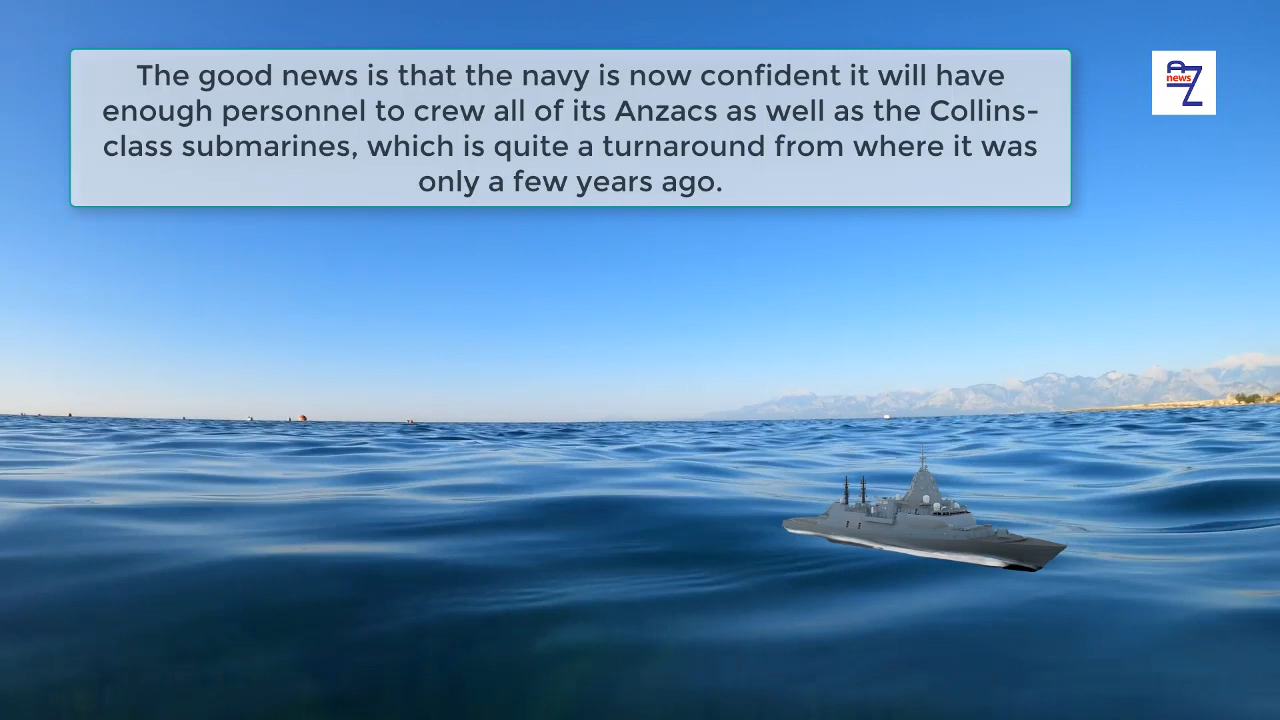 The good news is that the navy is now confident it will have
enough personnel to crew all of its Anzacs as well as the Collins-
class submarines, which is quite a turnaround from where it was
only a few years ago.
A
news
Z